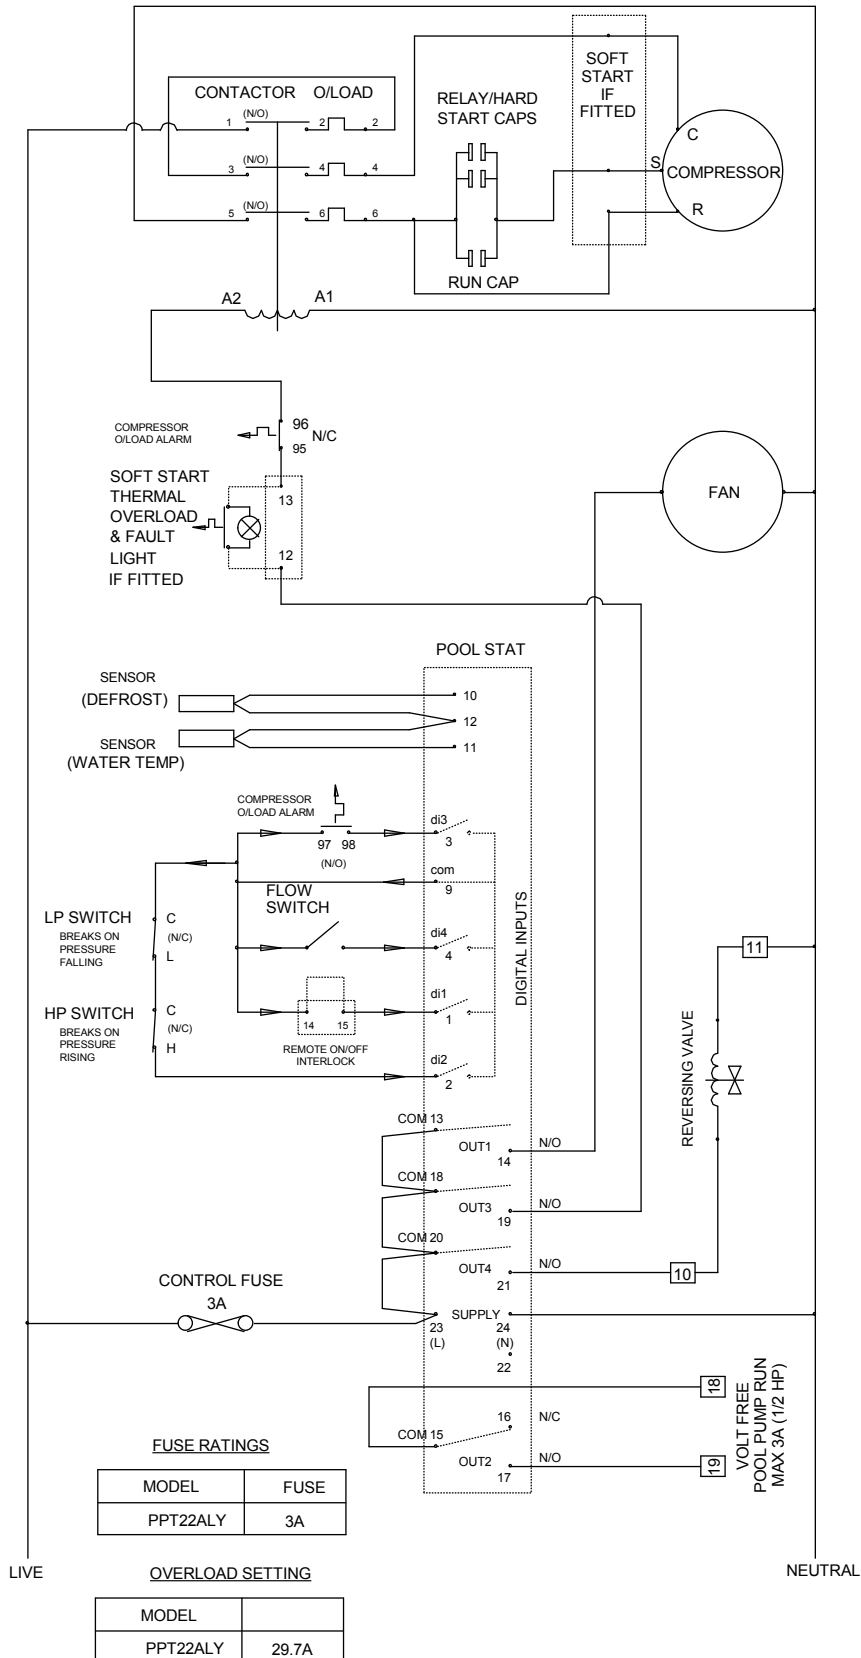 CONTACTOR O/LOAD
(N/O)
1 2 2
(N/O)
3 4 4
(N/O)
5 6 6
RELAY/HARD
START CAPS
RUN CAP
SOFT
START
IF
FITTED
C
S
COMPRESSOR
R
A2 A1
COMPRESSOR
O/LOAD ALARM
96
N/C
95
SOFT START
THERMAL
OVERLOAD
& FAULT
LIGHT
IF FITTED
13
12
FAN
POOL STAT
SENSOR
(DEFROST)
10
12
11
SENSOR
(WATER TEMP)
COMPRESSOR
O/LOAD ALARM
97 98
(N/O)
di3
3
com
9
FLOW
SWITCH
di4
4
LP SWITCH
BREAKS ON
PRESSURE
FALLING
C
(N/C)
L
HP SWITCH
BREAKS ON
PRESSURE
RISING
C
(N/C)
H
14 15
REMOTE ON/OFF
INTERLOCK
di1
1
di2
2
DIGITAL INPUTS
11
REVERSING VALVE
10
COM 13
OUT1
14
N/O
COM 18
OUT3
19
N/O
COM 20
OUT4
21
N/O
CONTROL FUSE
3A
SUPPLY
23
(L)
24
(N)
22
16
N/C
COM 15
OUT2
17
N/O
18
19
VOLT FREE
POOL PUMP RUN
MAX 3A (1/2 HP)
FUSE RATINGS
MODEL FUSE
PPT22ALY 3A
LIVE
NEUTRAL
OVERLOAD SETTING
MODEL
PPT22ALY 29.7A